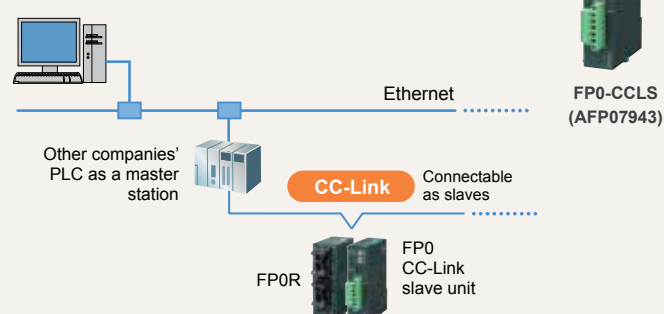 Ethernet
FP0-CCLS
(AFP07943)
Other companies'
PLC as a master
station
CC-Link
Connectable
as slaves
FP0R
FP0
CC-Link
slave unit